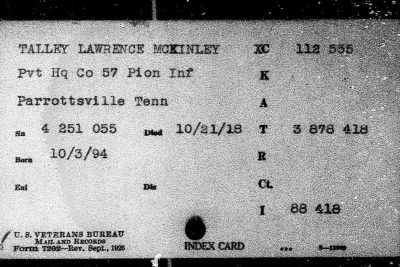 TALLEY LAWRENCE MCKINLEY XC 112 555
Pvt Hq Co 57 Pion Inf K
Parrottsville Tenn A
Sn 4 251 055 Died 10/21/18 T 3 878 418
Born 10/3/94 R
Enl Dis Ct.
I 88 418
U. S. VETERANS BUREAU
MAIL AND RECORDS
Form 7202—Rev. Sept., 1926 INDEX CARD